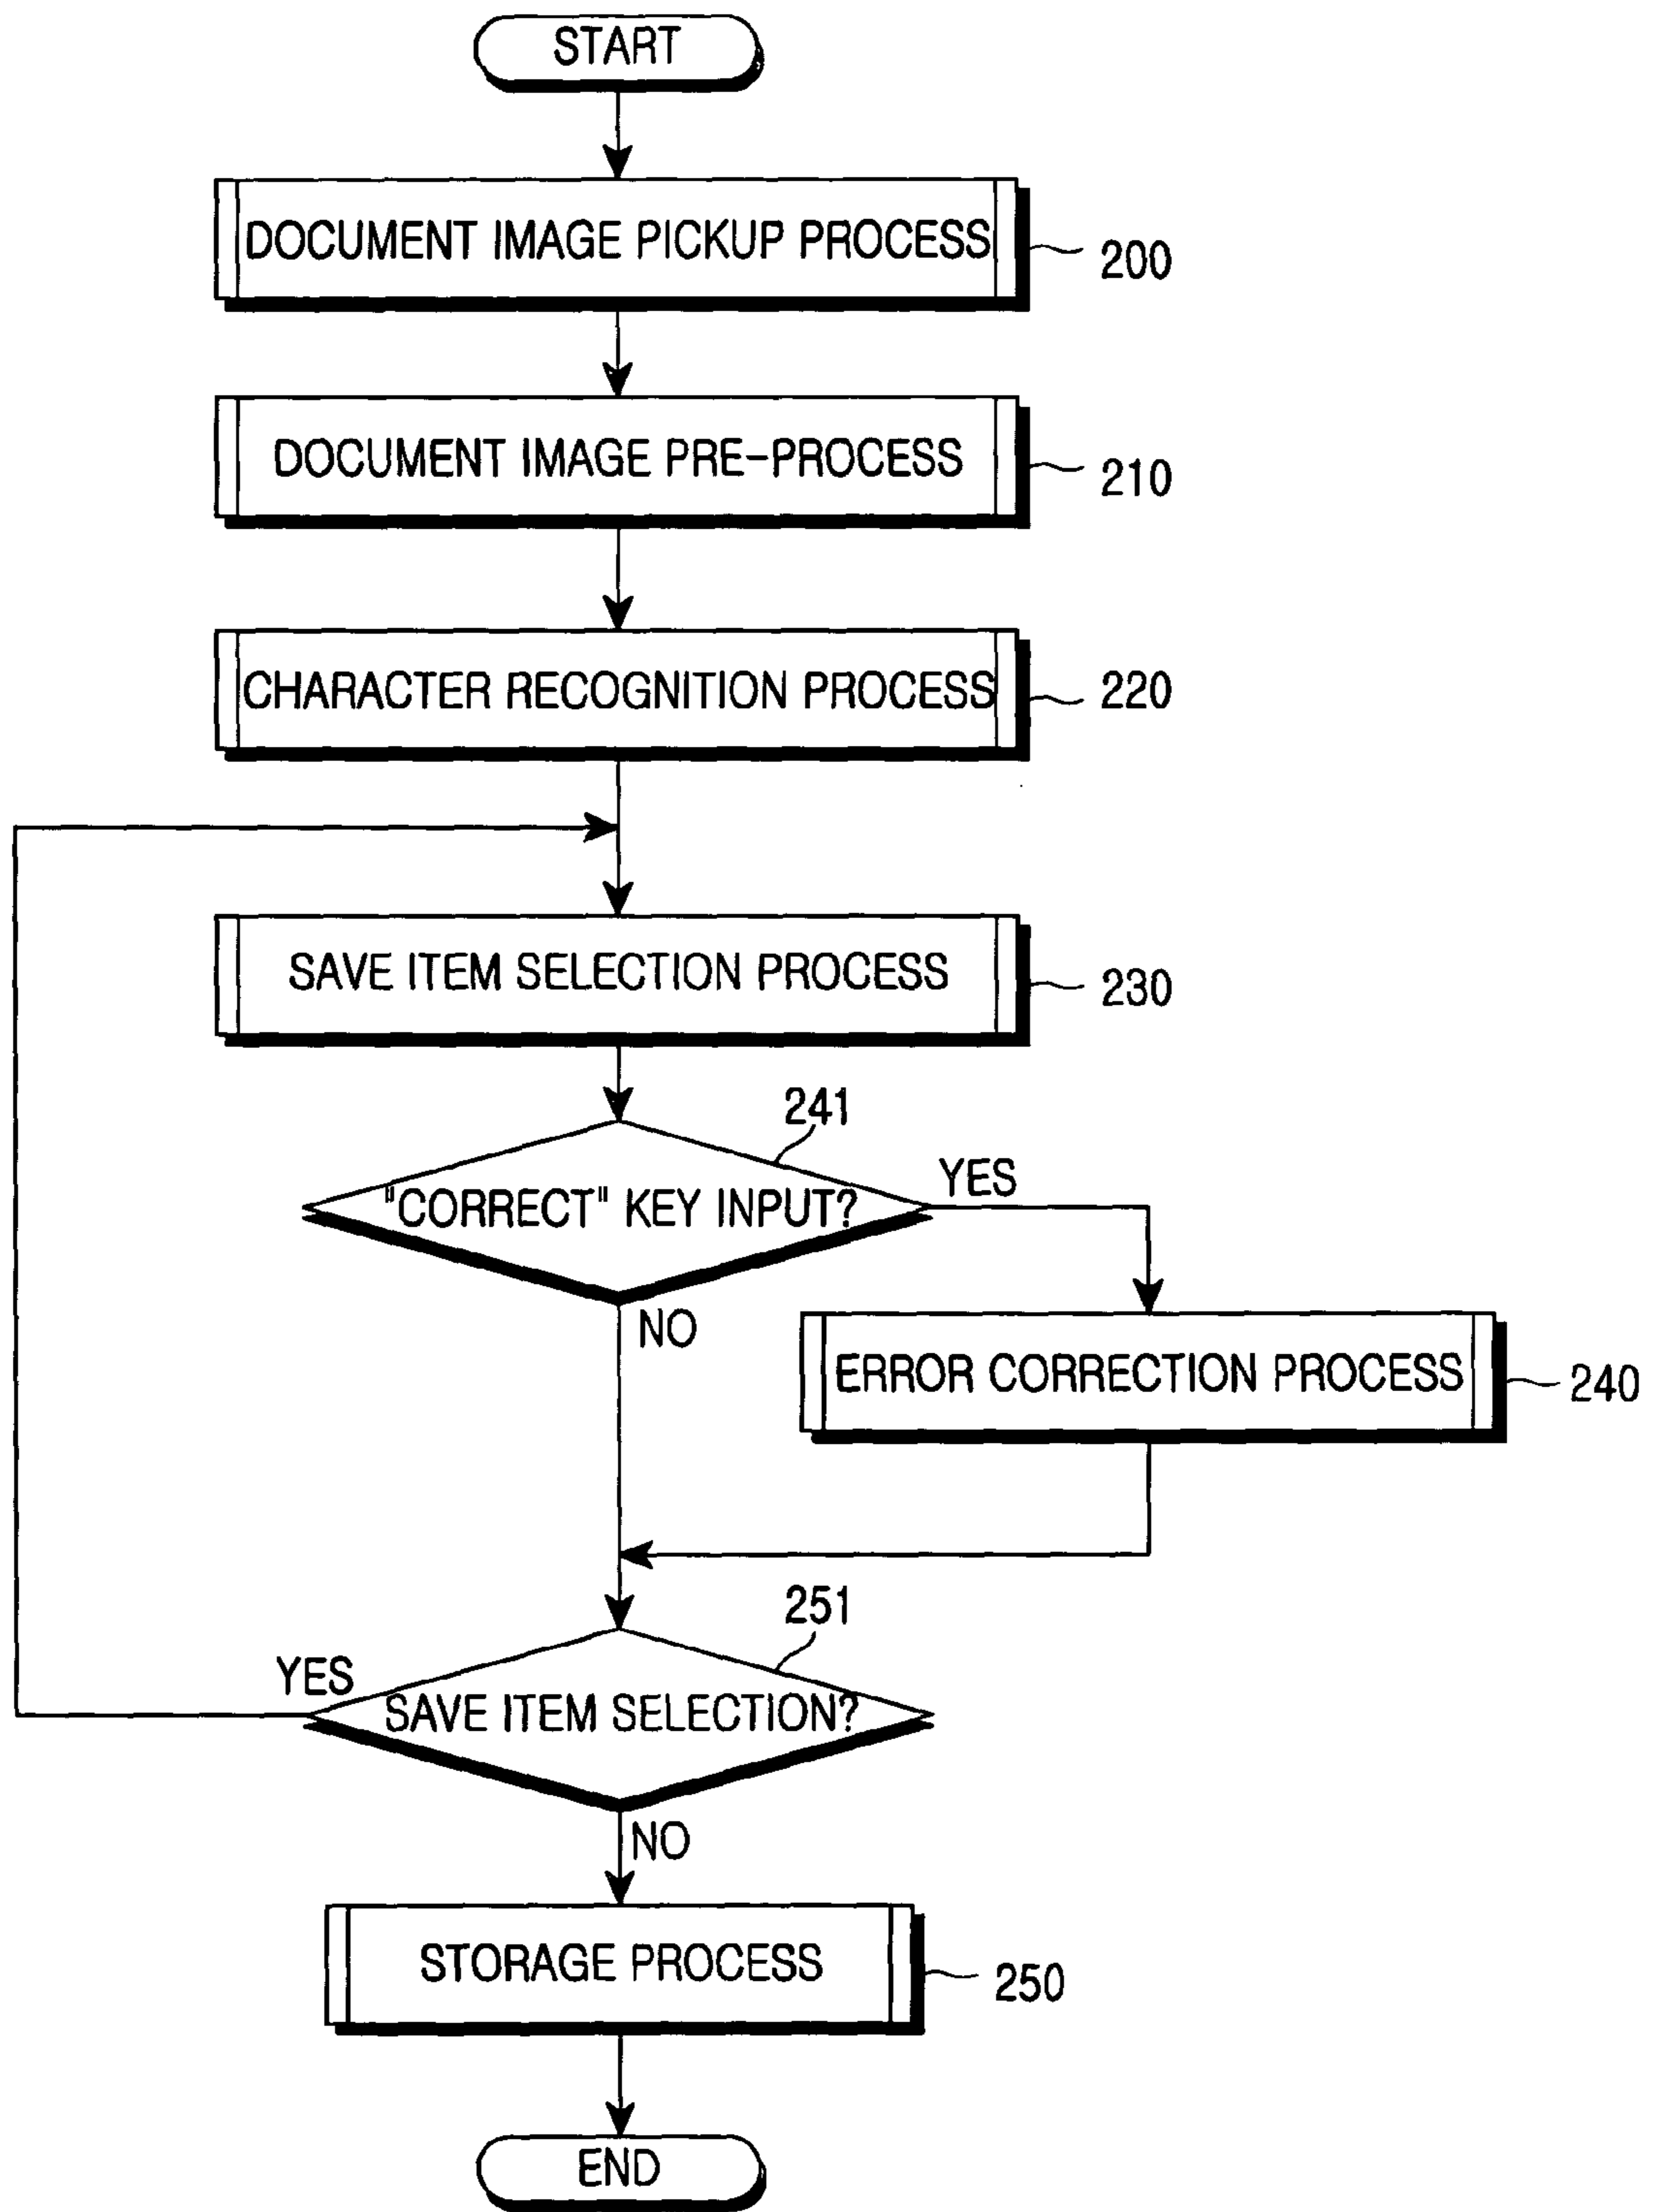 START
DOCUMENT IMAGE PICKUP PROCESS
200
DOCUMENT IMAGE PRE-PROCESS
210
CHARACTER RECOGNITION PROCESS
220
SAVE ITEM SELECTION PROCESS
230
241
"CORRECT" KEY INPUT?
YES
NO
ERROR CORRECTION PROCESS
240
251
YES
SAVE ITEM SELECTION?
NO
STORAGE PROCESS
250
END